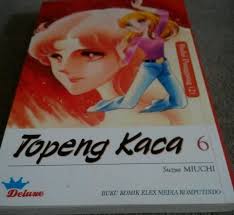 Topeng Kaca 6
Suzue MIUCHI
Deluxe
BUKU KOMIK ELEX MEDIA KOMPUTINDO